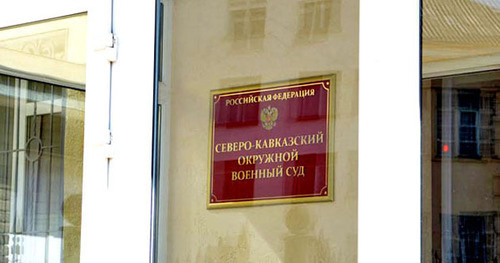 РОССИЙСКАЯ ФЕДЕРАЦИЯ
СЕВЕРО-КАВКАЗСКИЙ
ОКРУЖНОЙ
ВОЕННЫЙ СУД